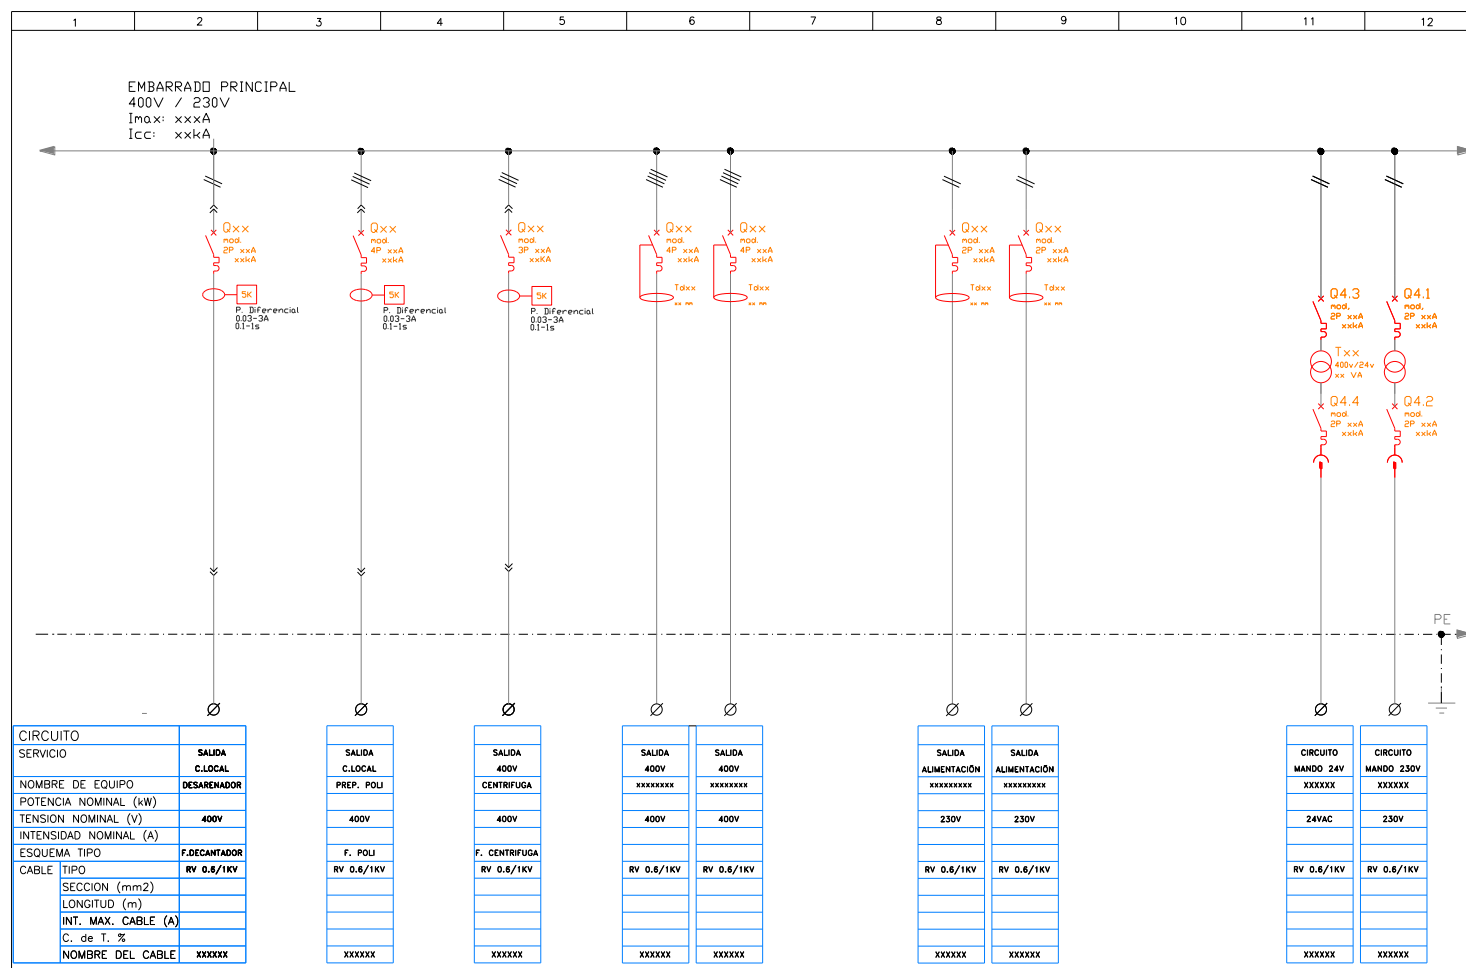 1 2 3 4 5 6 7 8 9 10 11 12
EMBARRADO PRINCIPAL
400V / 230V
Imax: xxxA
Icc: xxkA
Qxx
mod.
2P xxA
xxkA
5K
P. Diferencial
0.03-3A
0.1-1s
Qxx
mod.
4P xxA
xxkA
5K
P. Diferencial
0.03-3A
0.1-1s
Qxx
mod.
3P xxA
xxKA
5K
P. Diferencial
0.03-3A
0.1-1s
Qxx
mod.
4P xxA
xxkA
Tdxx
xx mm
Qxx
mod.
4P xxA
xxkA
Tdxx
xx mm
Qxx
mod.
2P xxA
xxkA
Tdxx
xx mm
Qxx
mod.
2P xxA
xxkA
Tdxx
xx mm
Q4.3
mod.
2P xxA
xxkA
Txx
400v/24v
xx VA
Q4.4
mod.
2P xxA
xxkA
Q4.1
mod.
2P xxA
xxkA
Q4.2
mod.
2P xxA
xxkA
PE
CIRCUITO
SERVICIO SALIDA SALIDA SALIDA SALIDA SALIDA SALIDA SALIDA CIRCUITO CIRCUITO
C.LOCAL C.LOCAL 400V 400V 400V ALIMENTACIÓN ALIMENTACIÓN MANDO 24V MANDO 230V
NOMBRE DE EQUIPO DESARENADOR PREP. POLI CENTRIFUGA xxxxxxxx xxxxxxxx xxxxxxxxx xxxxxxxxx XXXXXX XXXXXX
POTENCIA NOMINAL (kW)
TENSION NOMINAL (V) 400V 400V 400V 400V 400V 230V 230V 24VAC 230V
INTENSIDAD NOMINAL (A)
ESQUEMA TIPO F.DECANTADOR F. POLI F. CENTRIFUGA
CABLE TIPO RV 0.6/1KV RV 0.6/1KV RV 0.6/1KV RV 0.6/1KV RV 0.6/1KV RV 0.6/1KV RV 0.6/1KV RV 0.6/1KV RV 0.6/1KV
SECCION (mm2)
LONGITUD (m)
INT. MAX. CABLE (A)
C. de T. %
NOMBRE DEL CABLE XXXXXX XXXXXX XXXXXX XXXXXX XXXXXX XXXXXX XXXXXX XXXXXX XXXXXX